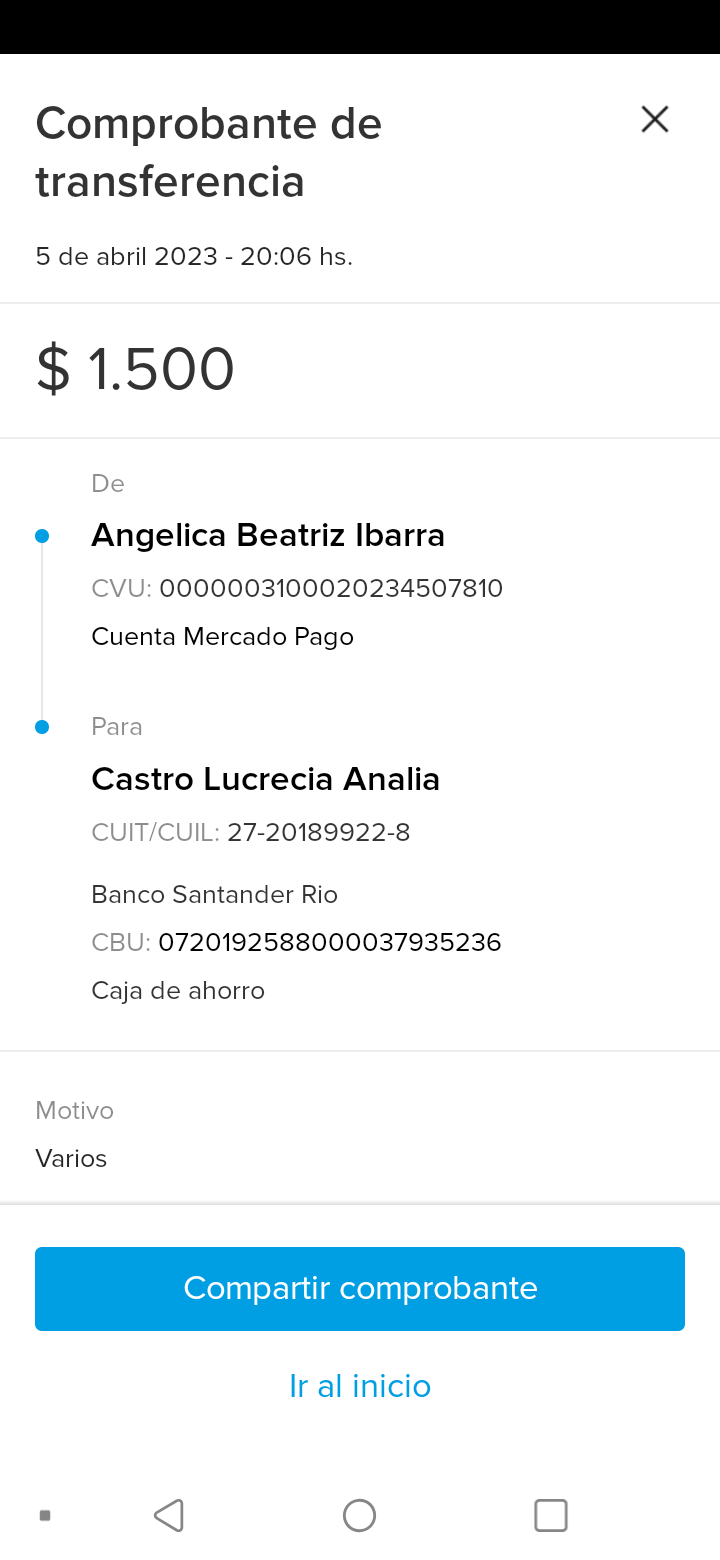 Comprobante de
transferencia
5 de abril 2023 - 20:06 hs.
$ 1.500
De
Angelica Beatriz Ibarra
CVU: 0000003100020234507810
Cuenta Mercado Pago
Para
Castro Lucrecia Analia
CUIT/CUIL: 27-20189922-8
Banco Santander Rio
CBU: 0720192588000037935236
Caja de ahorro
Motivo
Varios
Compartir comprobante
Ir al inicio